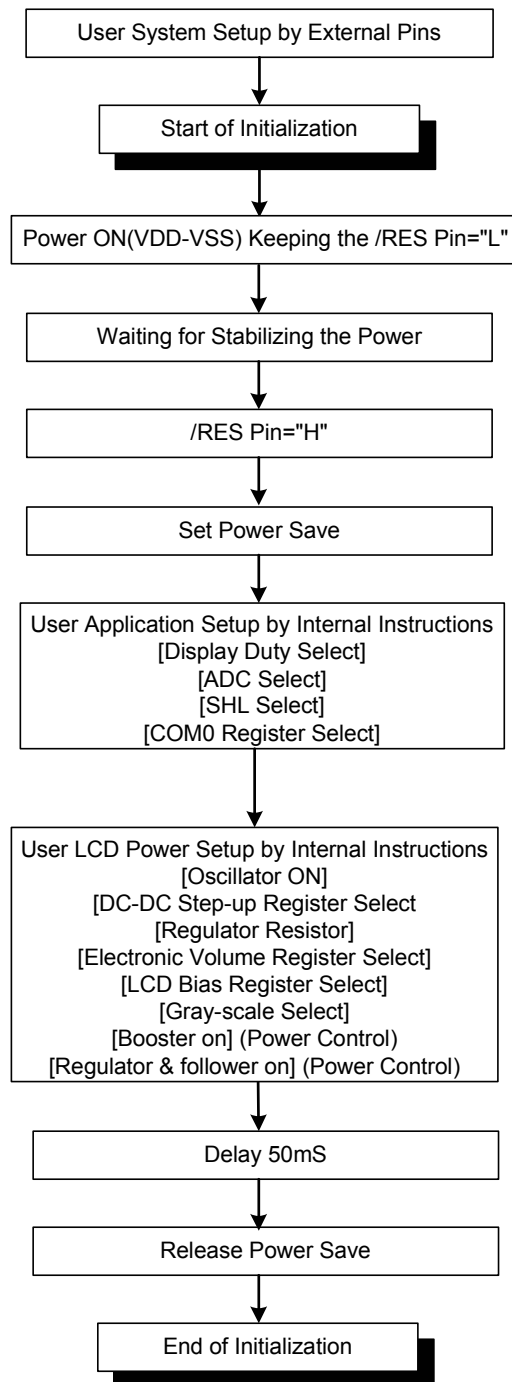 User System Setup by External Pins
Start of Initialization
Power ON(VDD-VSS) Keeping the /RES Pin="L"
Waiting for Stabilizing the Power
/RES Pin="H"
Set Power Save
User Application Setup by Internal Instructions
[Display Duty Select]
[ADC Select]
[SHL Select]
[COM0 Register Select]
User LCD Power Setup by Internal Instructions
[Oscillator ON]
[DC-DC Step-up Register Select
[Regulator Resistor]
[Electronic Volume Register Select]
[LCD Bias Register Select]
[Gray-scale Select]
[Booster on] (Power Control)
[Regulator & follower on] (Power Control)
Delay 50mS
Release Power Save
End of Initialization